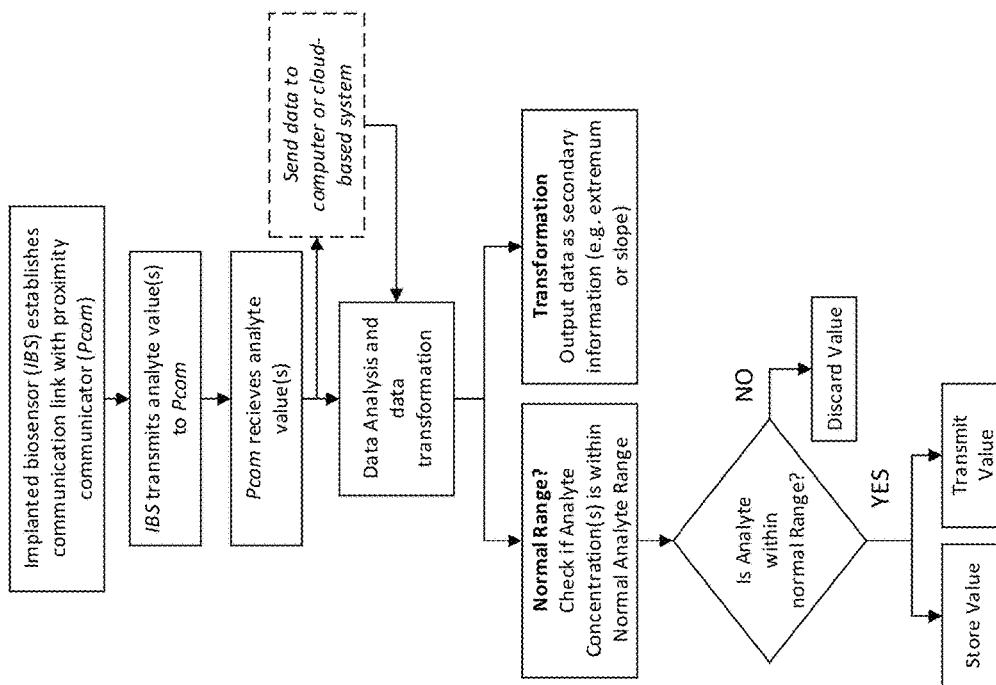 Implanted biosensor (IBS) establishes
communication link with proximity
communicator (Pcom)
IBS transmits analyte value(s)
to Pcom
Pcom recieves analyte
value(s)
Send data to
computer or cloud-
based system
Data Analysis and
data
transformation
Normal Range?
Check if Analyte
Concentration(s) is within
Normal Analyte Range
Transformation
Output data as secondary
information (e.g. extremum
or slope)
Is Analyte
within
normal Range?
NO
Discard Value
YES
Store Value
Transmit
Value